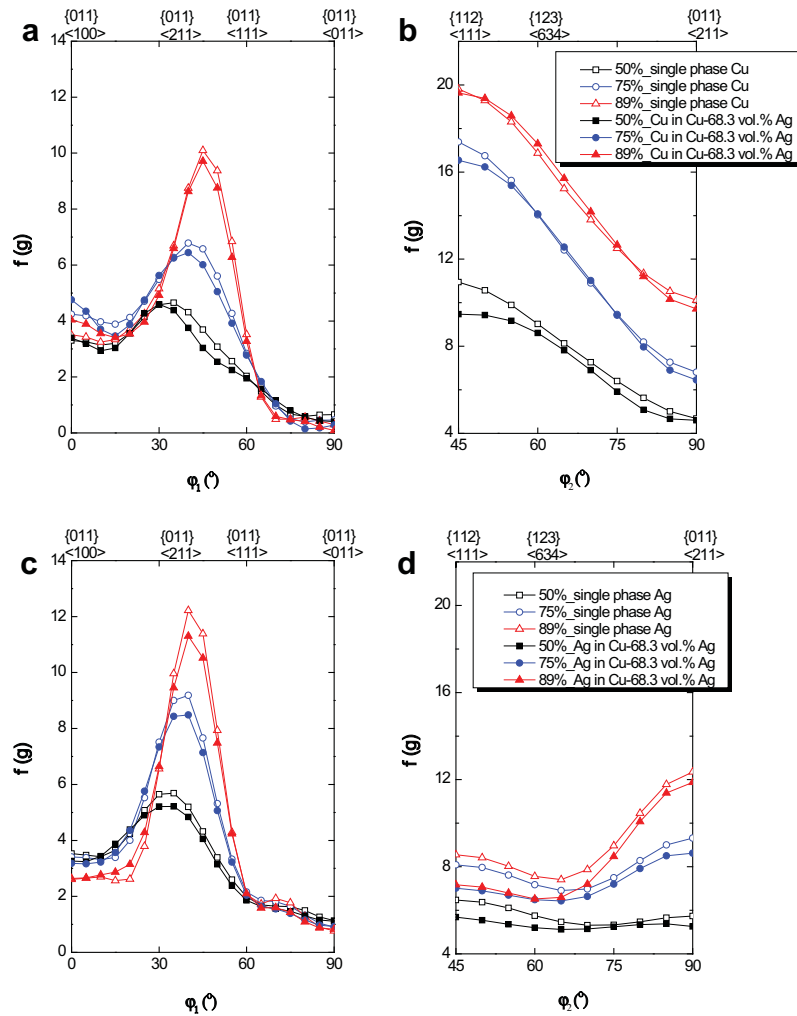 a
{011} {011} {011} {011}
<100> <211> <111> <011>
14
12
10
8
6
4
2
0
f (g)
0 30 60 90
φ1(°)
b
{112} {123} {011}
<111> <634> <211>
20
16
12
8
4
f (g)
45 60 75 90
φ2(°)
50%_single phase Cu
75%_single phase Cu
89%_single phase Cu
50%_Cu in Cu-68.3 vol.% Ag
75%_Cu in Cu-68.3 vol.% Ag
89%_Cu in Cu-68.3 vol.% Ag
c
{011} {011} {011} {011}
<100> <211> <111> <011>
14
12
10
8
6
4
2
0
f (g)
0 30 60 90
φ1(°)
d
{112} {123} {011}
<111> <634> <211>
20
16
12
8
4
f (g)
45 60 75 90
φ2(°)
50%_single phase Ag
75%_single phase Ag
89%_single phase Ag
50%_Ag in Cu-68.3 vol.% Ag
75%_Ag in Cu-68.3 vol.% Ag
89%_Ag in Cu-68.3 vol.% Ag